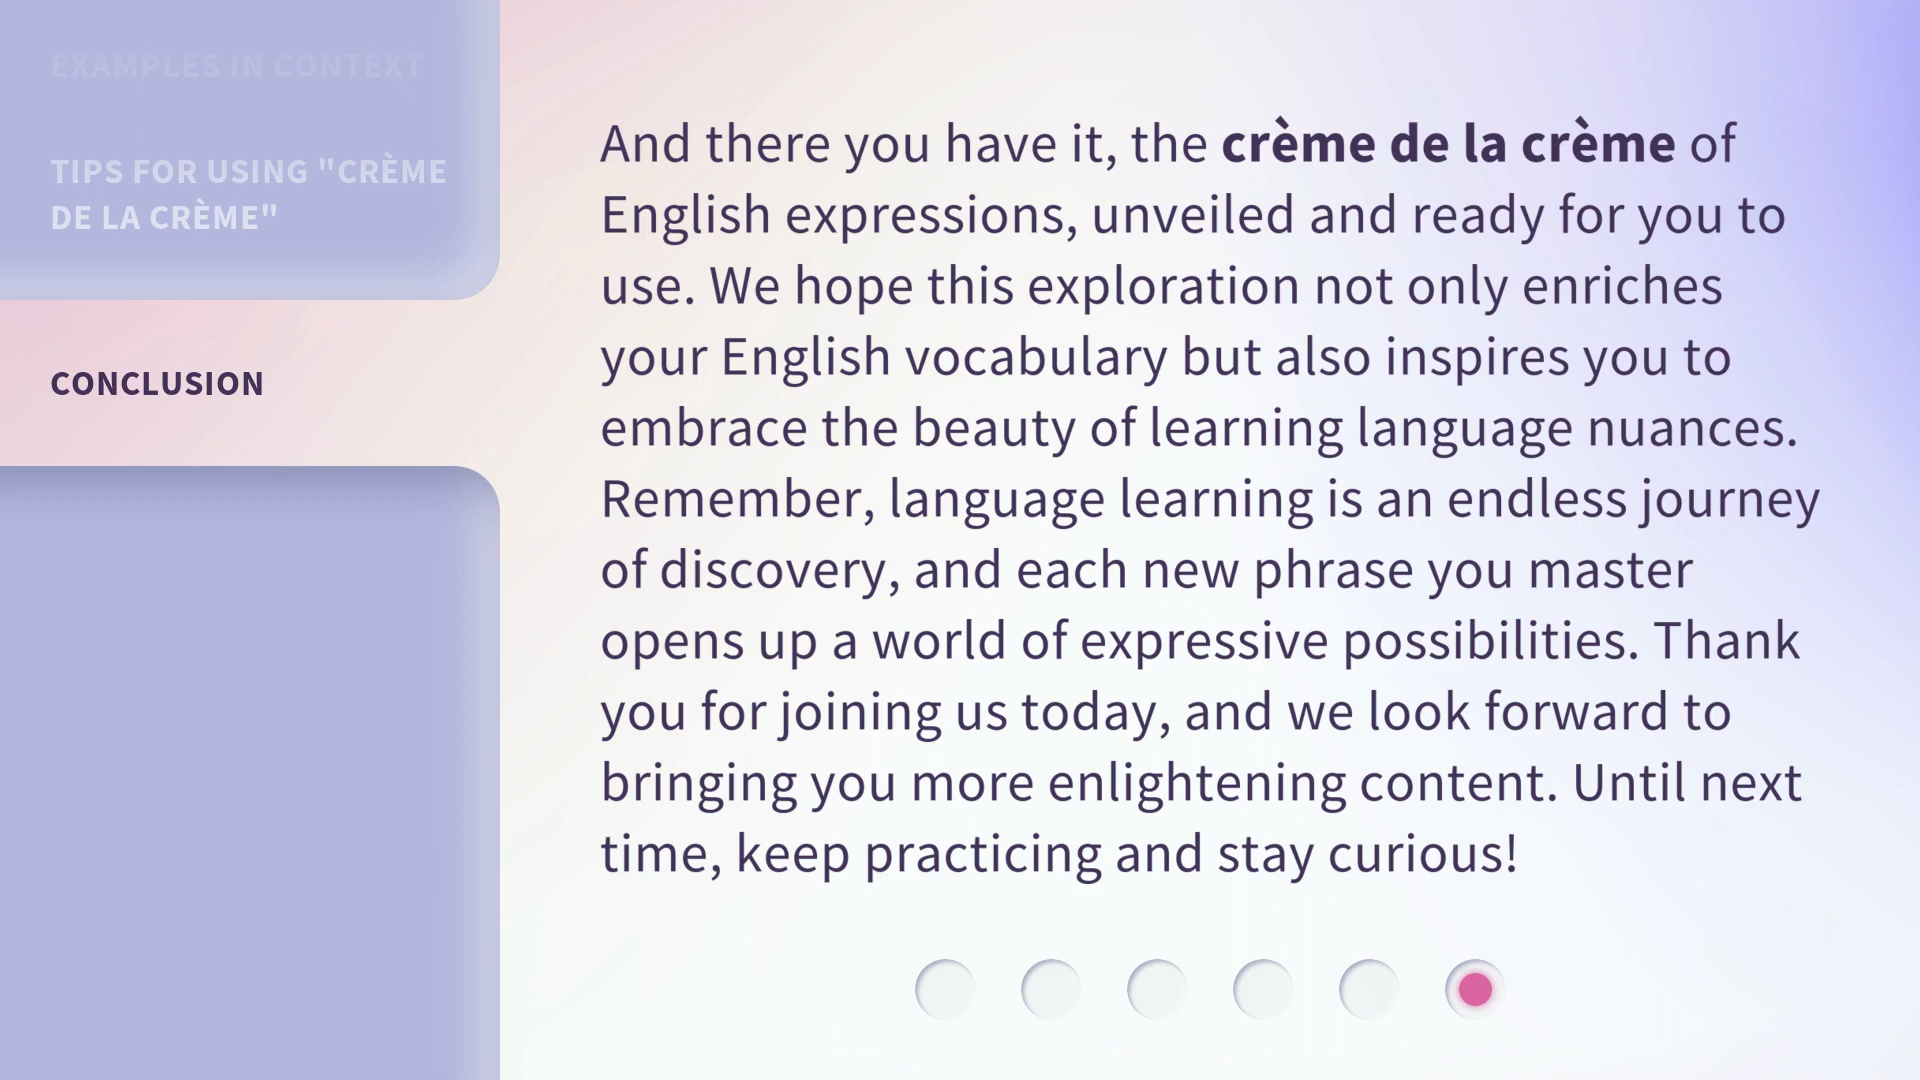 EXAMPLES IN CONTEXT
TIPS FOR USING "CRÈME
DE LA CRÈME"
CONCLUSION
And there you have it, the crème de la crème of
English expressions, unveiled and ready for you to
use. We hope this exploration not only enriches
your English vocabulary but also inspires you to
embrace the beauty of learning language nuances.
Remember, language learning is an endless journey
of discovery, and each new phrase you master
opens up a world of expressive possibilities. Thank
you for joining us today, and we look forward to
bringing you more enlightening content. Until next
time, keep practicing and stay curious!